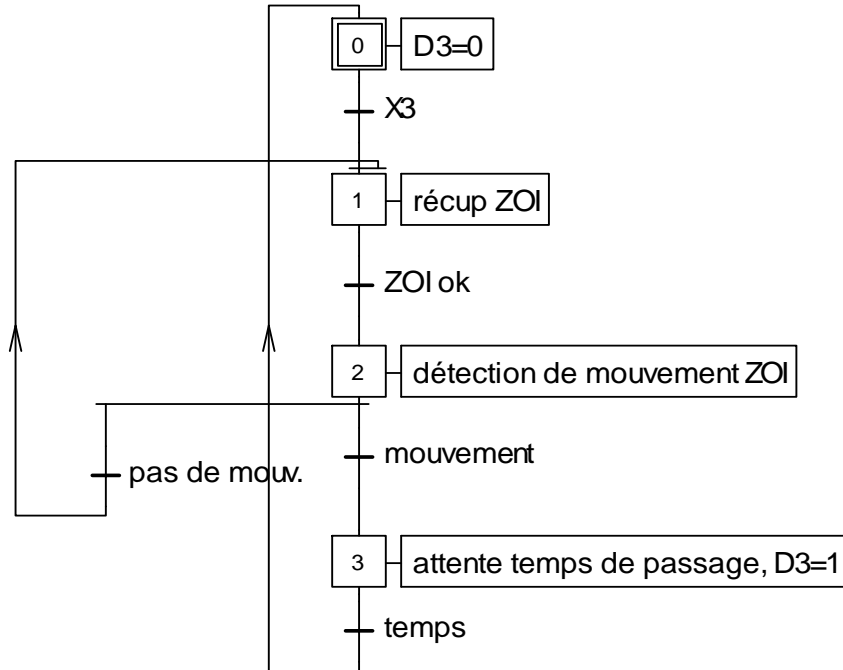 0
D3=0
X3
1
récup ZOI
ZOI ok
2
détection de mouvement ZOI
pas de mouv.
mouvement
3
attente temps de passage, D3=1
temps